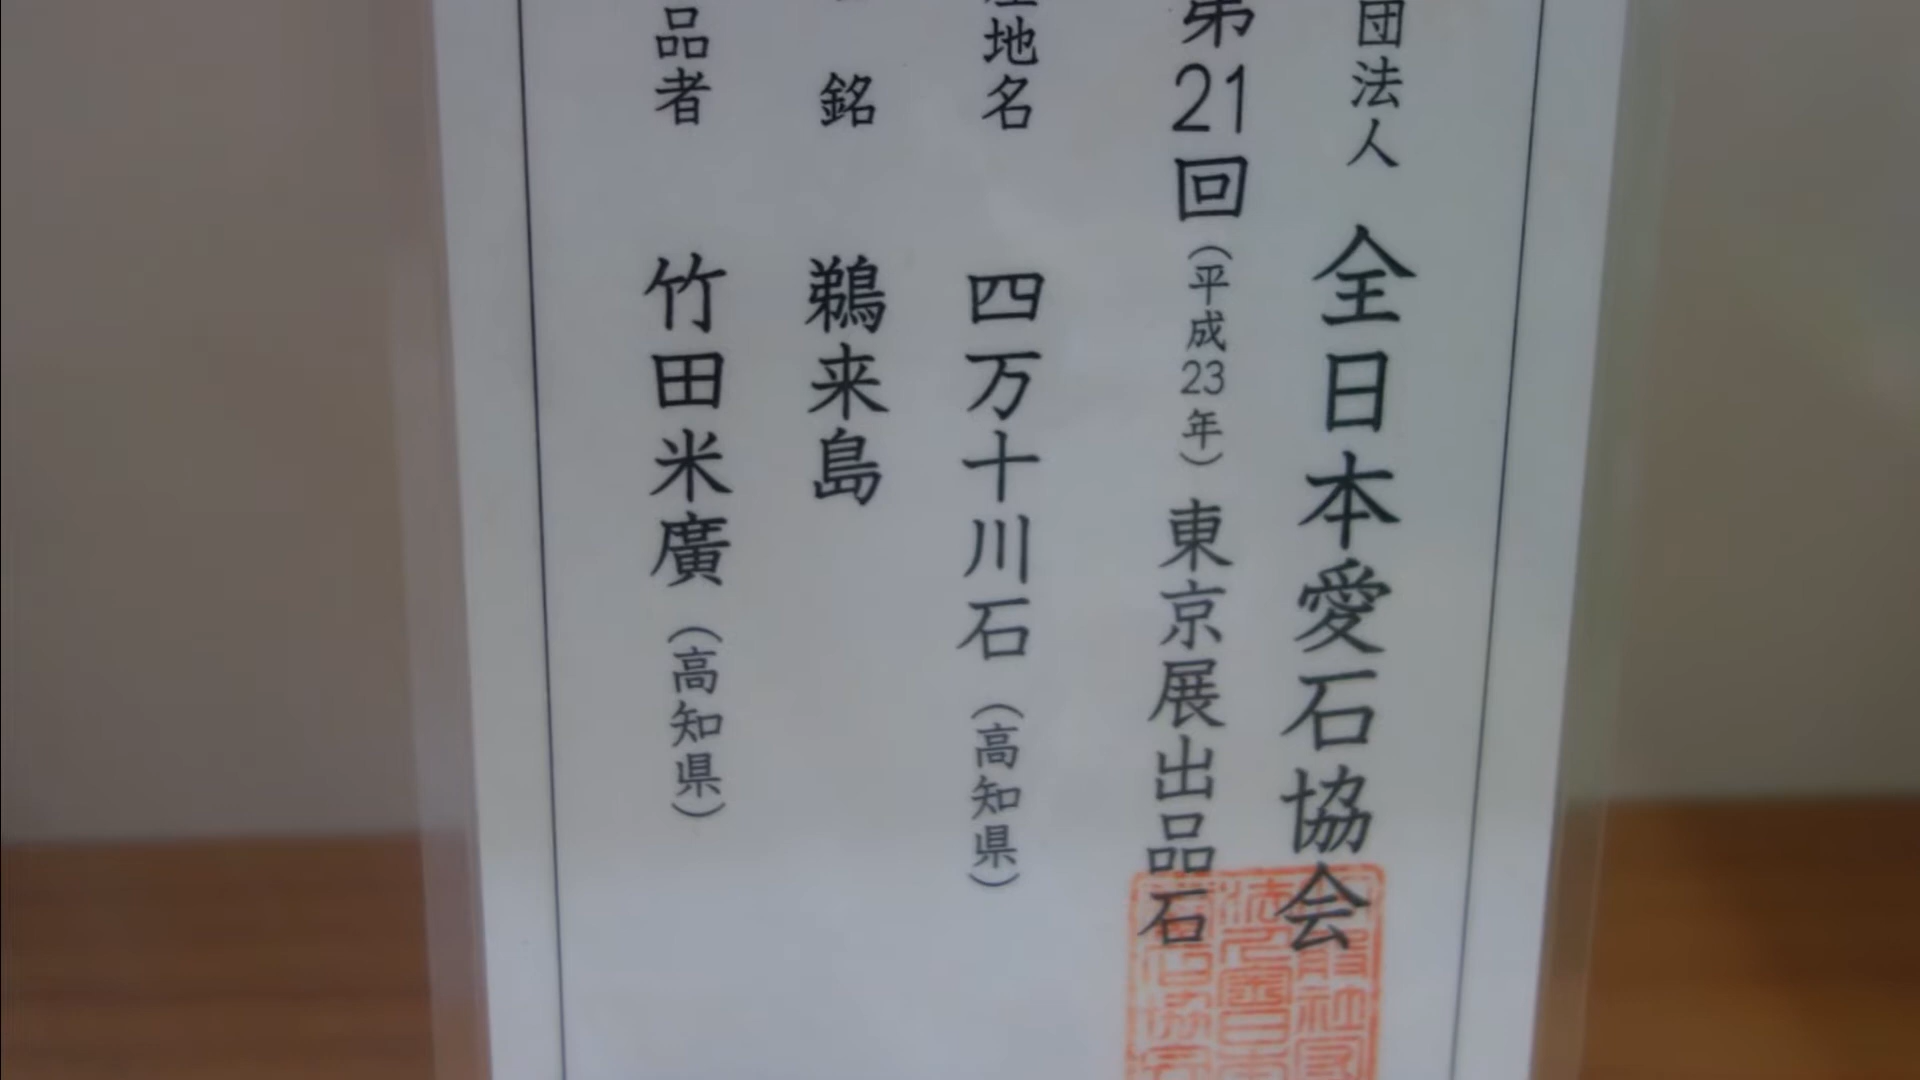 団法人 全日本愛石協会
第21回（平成23年）東京展出品石
産地名 四万十川石（高知県）
銘 鵜来島
品者 竹田米廣（高知県）